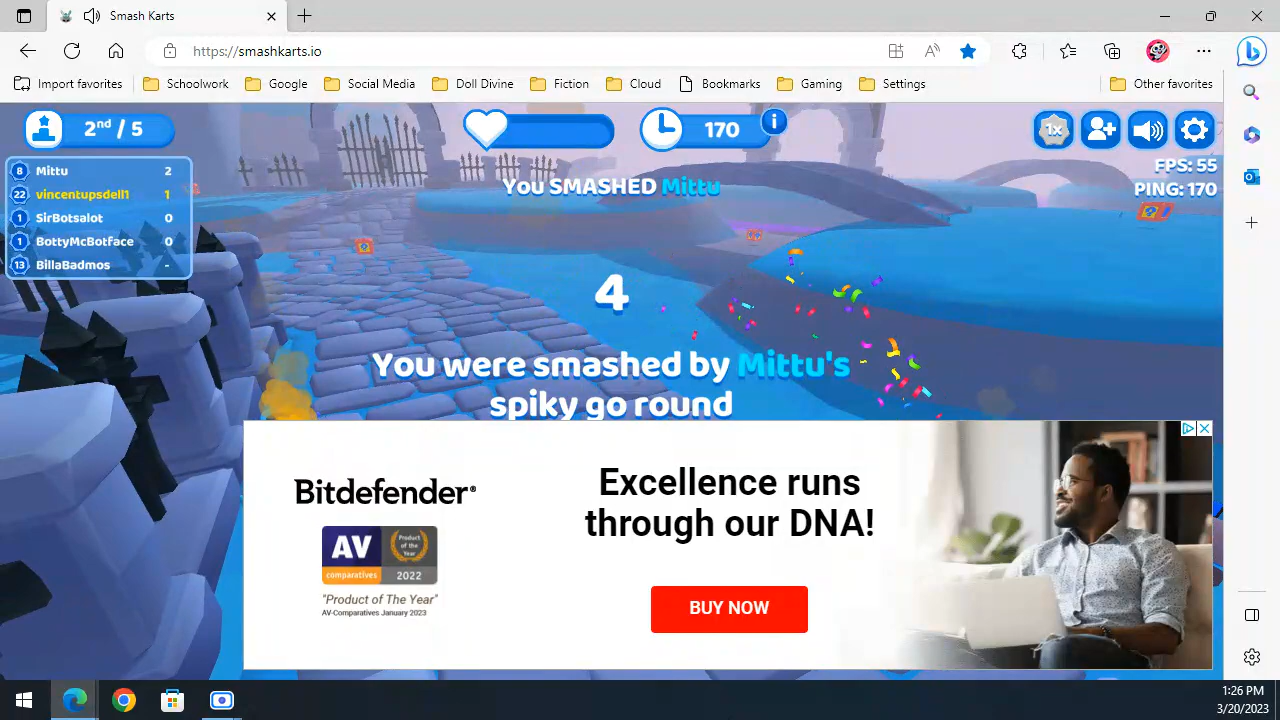 Smash Karts
https://smashkarts.io
Import favorites
Schoolwork
Google
Social Media
Doll Divine
Fiction
Cloud
Bookmarks
Gaming
Settings
Other favorites
2nd / 5
170
i
1x
FPS: 55
PING: 170
8 Mittu 2
22 vincentupsdell1 1
1 SirBotsalot 0
1 BottyMcBotface 0
13 BillaBadmos -
You SMASHED Mittu
4
You were smashed by Mittu's
spiky go round
Bitdefender®
AV
comparatives
Product
of the
Year
2022
"Product of The Year"
AV-Comparatives January 2023
Excellence runs
through our DNA!
BUY NOW
1:26 PM
3/20/2023